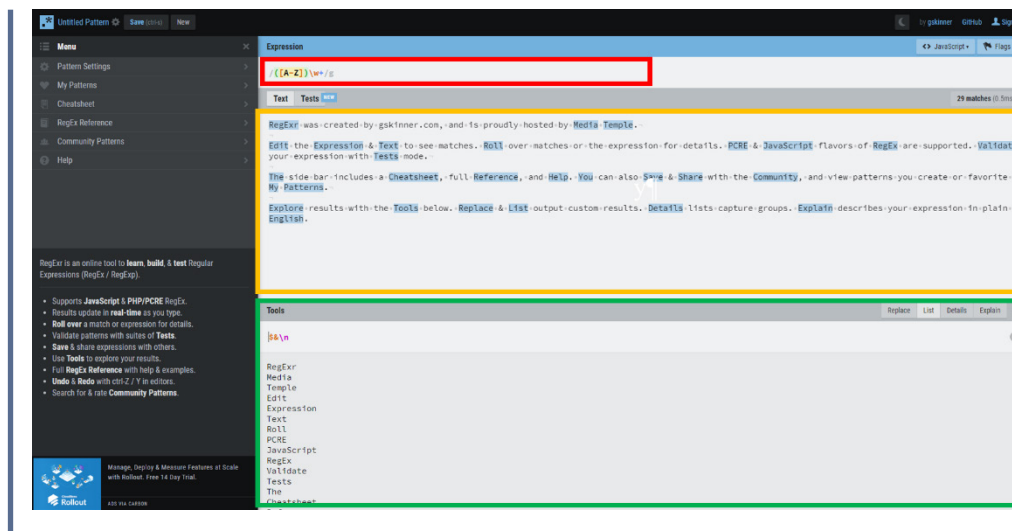 Untitled Pattern Save (ctrl-s) New
by gskinner GitHub
Menu
Pattern Settings
My Patterns
Cheatsheet
RegEx Reference
Community Patterns
Help
RegExr is an online tool to learn, build, & test Regular
Expressions (RegEx / RegExp).
• Supports JavaScript & PHP/PCRE RegEx.
• Results update in real-time as you type.
• Roll over a match or expression for details.
• Validate patterns with suites of Tests.
• Save & share expressions with others.
• Use Tools to explore your results.
• Full RegEx Reference with help & examples.
• Undo & Redo with ctrl-Z / Y in editors.
• Search for & rate Community Patterns.
Manage, Deploy & Measure Features at Scale
with Rollout. Free 14 Day Trial.
Rollout
ADS VIA CARBON
Expression
<> JavaScript Flags
/([A-Z])\w+/g
Text Tests NEW
29 matches (0.5ms
RegExr was created by gskinner.com, and is proudly hosted by Media Temple.
Edit the Expression & Text to see matches. Roll over matches or the expression for details. PCRE & JavaScript flavors of RegEx are supported. Validat
your expression with Tests mode.
The side bar includes a Cheatsheet, full Reference, and Help. You can also Save & Share with the Community, and view patterns you create or favorite
My Patterns.
Explore results with the Tools below. Replace & List output custom results. Details lists capture groups. Explain describes your expression in plain
English.
Tools
Replace List Details Explain
$&\n
RegExr
Media
Temple
Edit
Expression
Text
Roll
PCRE
JavaScript
RegEx
Validate
Tests
The
Cheatsheet